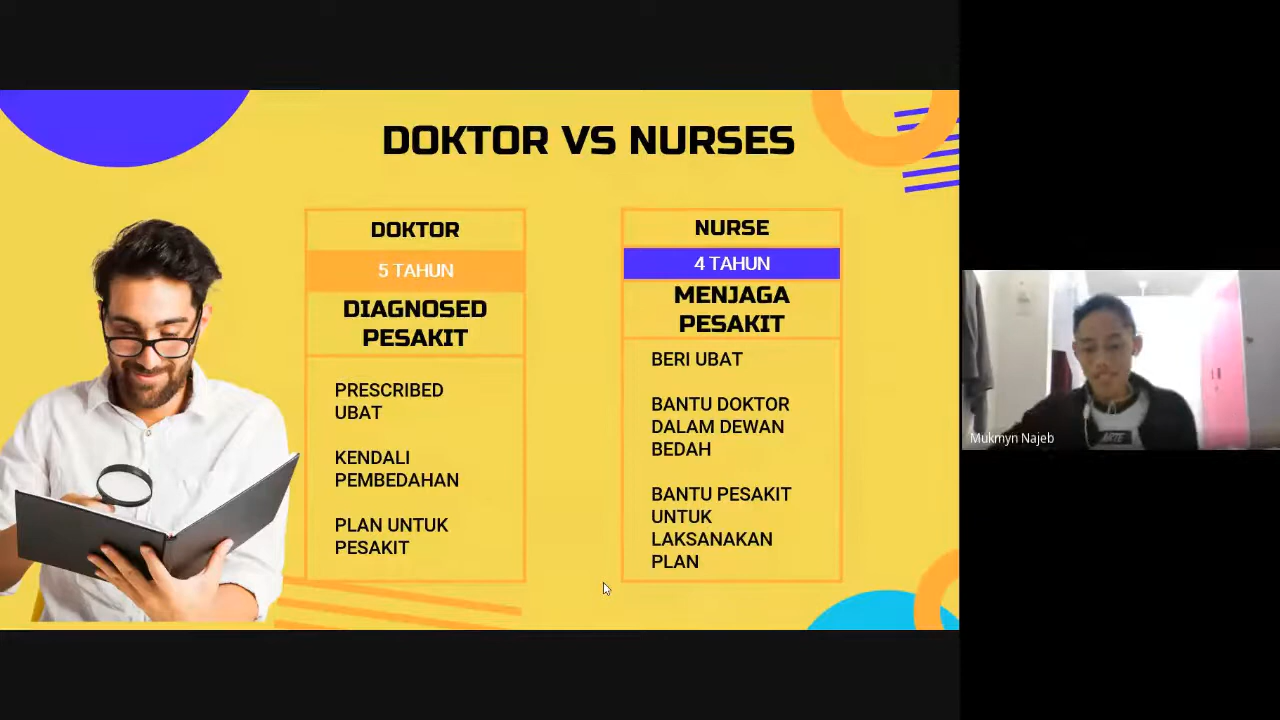 DOKTOR VS NURSES
DOKTOR
5 TAHUN
DIAGNOSED
PESAKIT
PRESCRIBED
UBAT
KENDALI
PEMBEDAHAN
PLAN UNTUK
PESAKIT
NURSE
4 TAHUN
MENJAGA
PESAKIT
BERI UBAT
BANTU DOKTOR
DALAM DEWAN
BEDAH
BANTU PESAKIT
UNTUK
LAKSANAKAN
PLAN
ARTE
Mukmyn Najeb